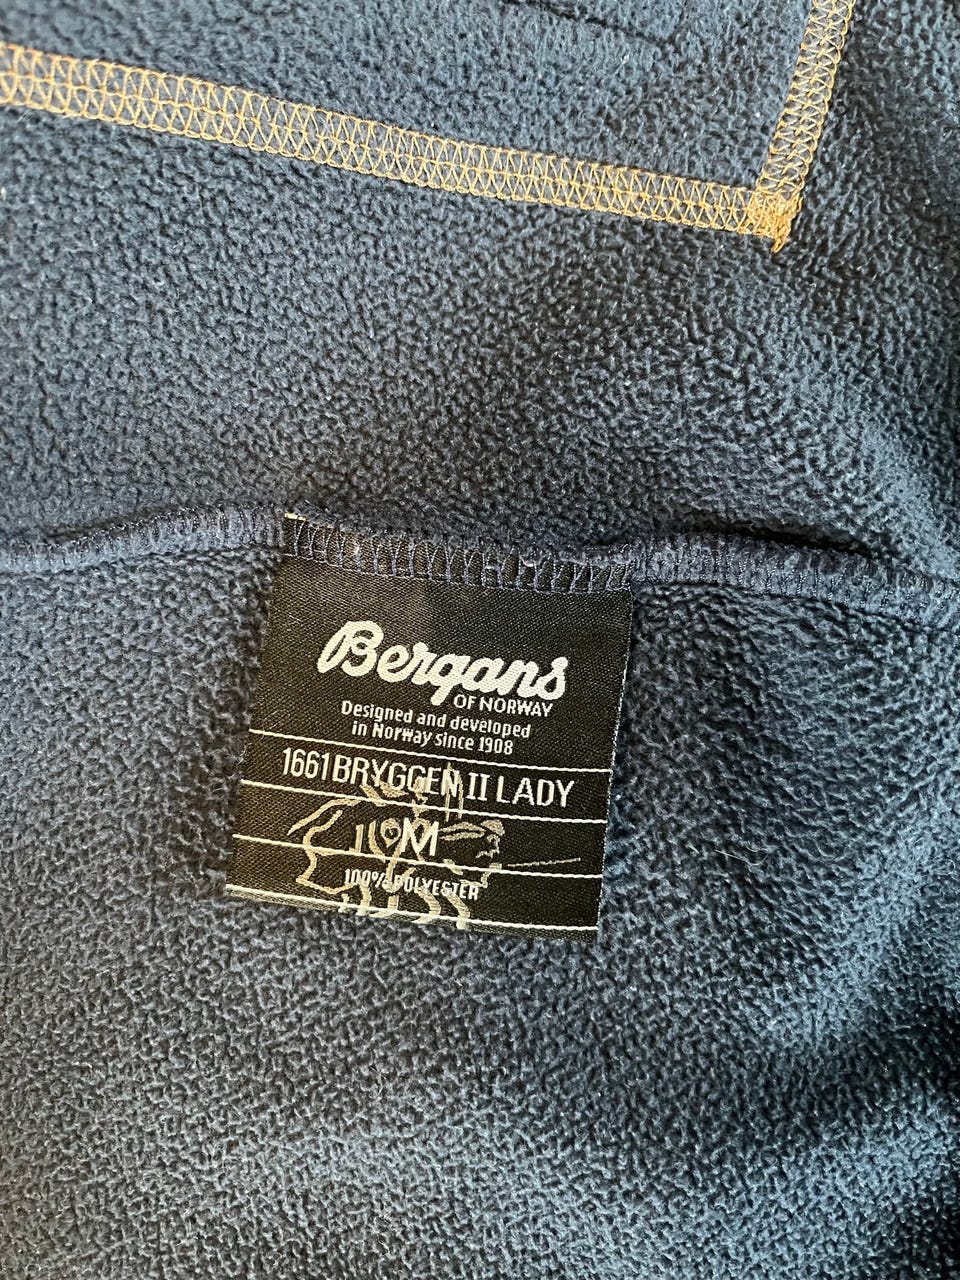 Bergans
OF NORWAY
Designed and developed
in Norway since 1908
1661 BRYGGEN II LADY
M
100% POLYESTER